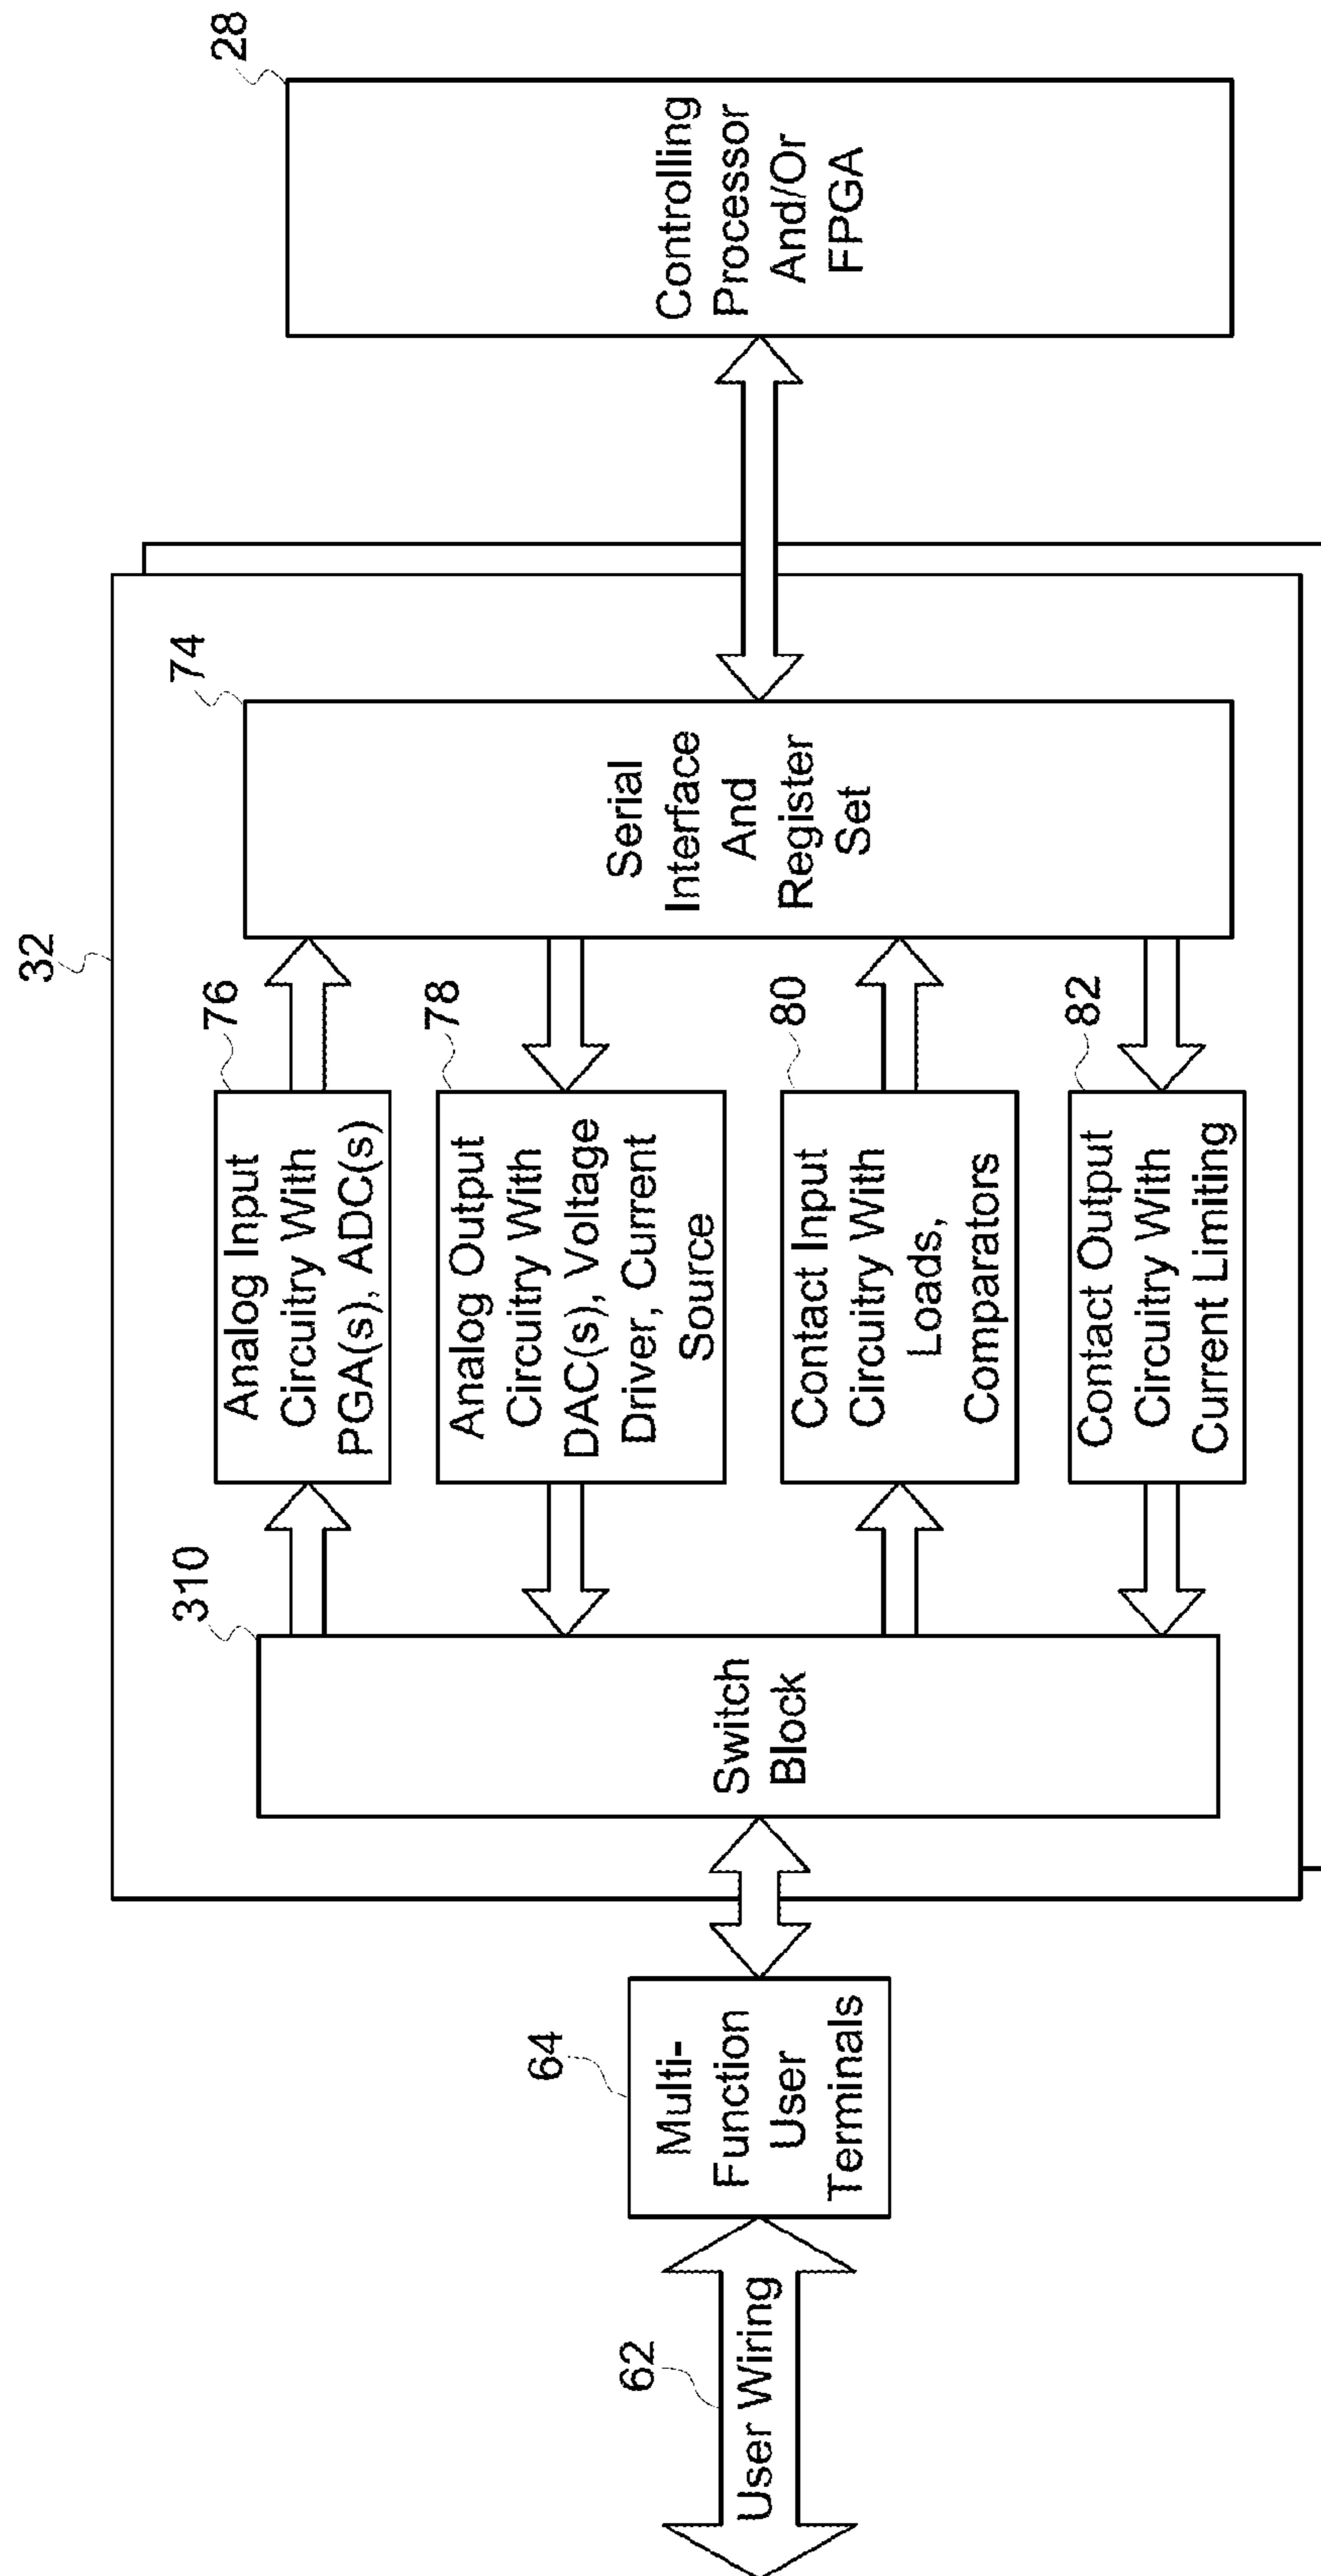 32
28
310
76
74
Analog Input
Circuitry With
PGA(s), ADC(s)
78
Analog Output
Circuitry With
DAC(s), Voltage
Driver, Current
Source
80
Contact Input
Circuitry With
Loads,
Comparators
82
Contact Output
Circuitry With
Current Limiting
62
User Wiring
64
Multi-
Function
User
Terminals
Switch
Block
Serial
Interface
And
Register
Set
Controlling
Processor
And/Or
FPGA